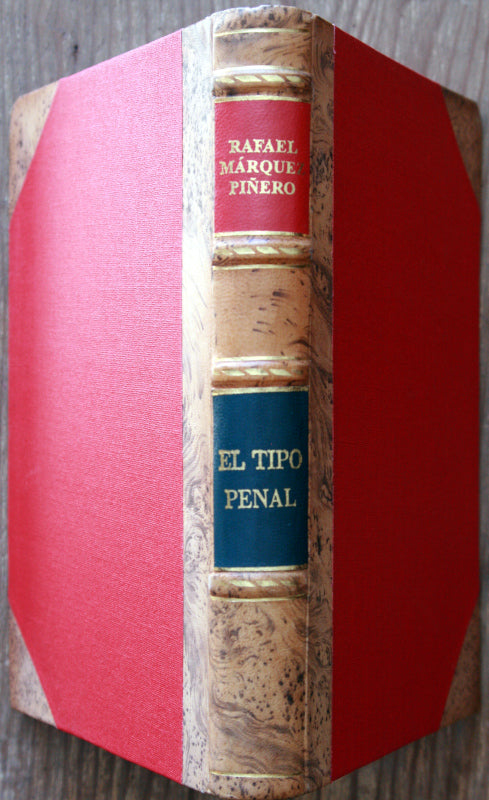 RAFAEL
MÁRQUEZ
PIÑERO
EL TIPO
PENAL